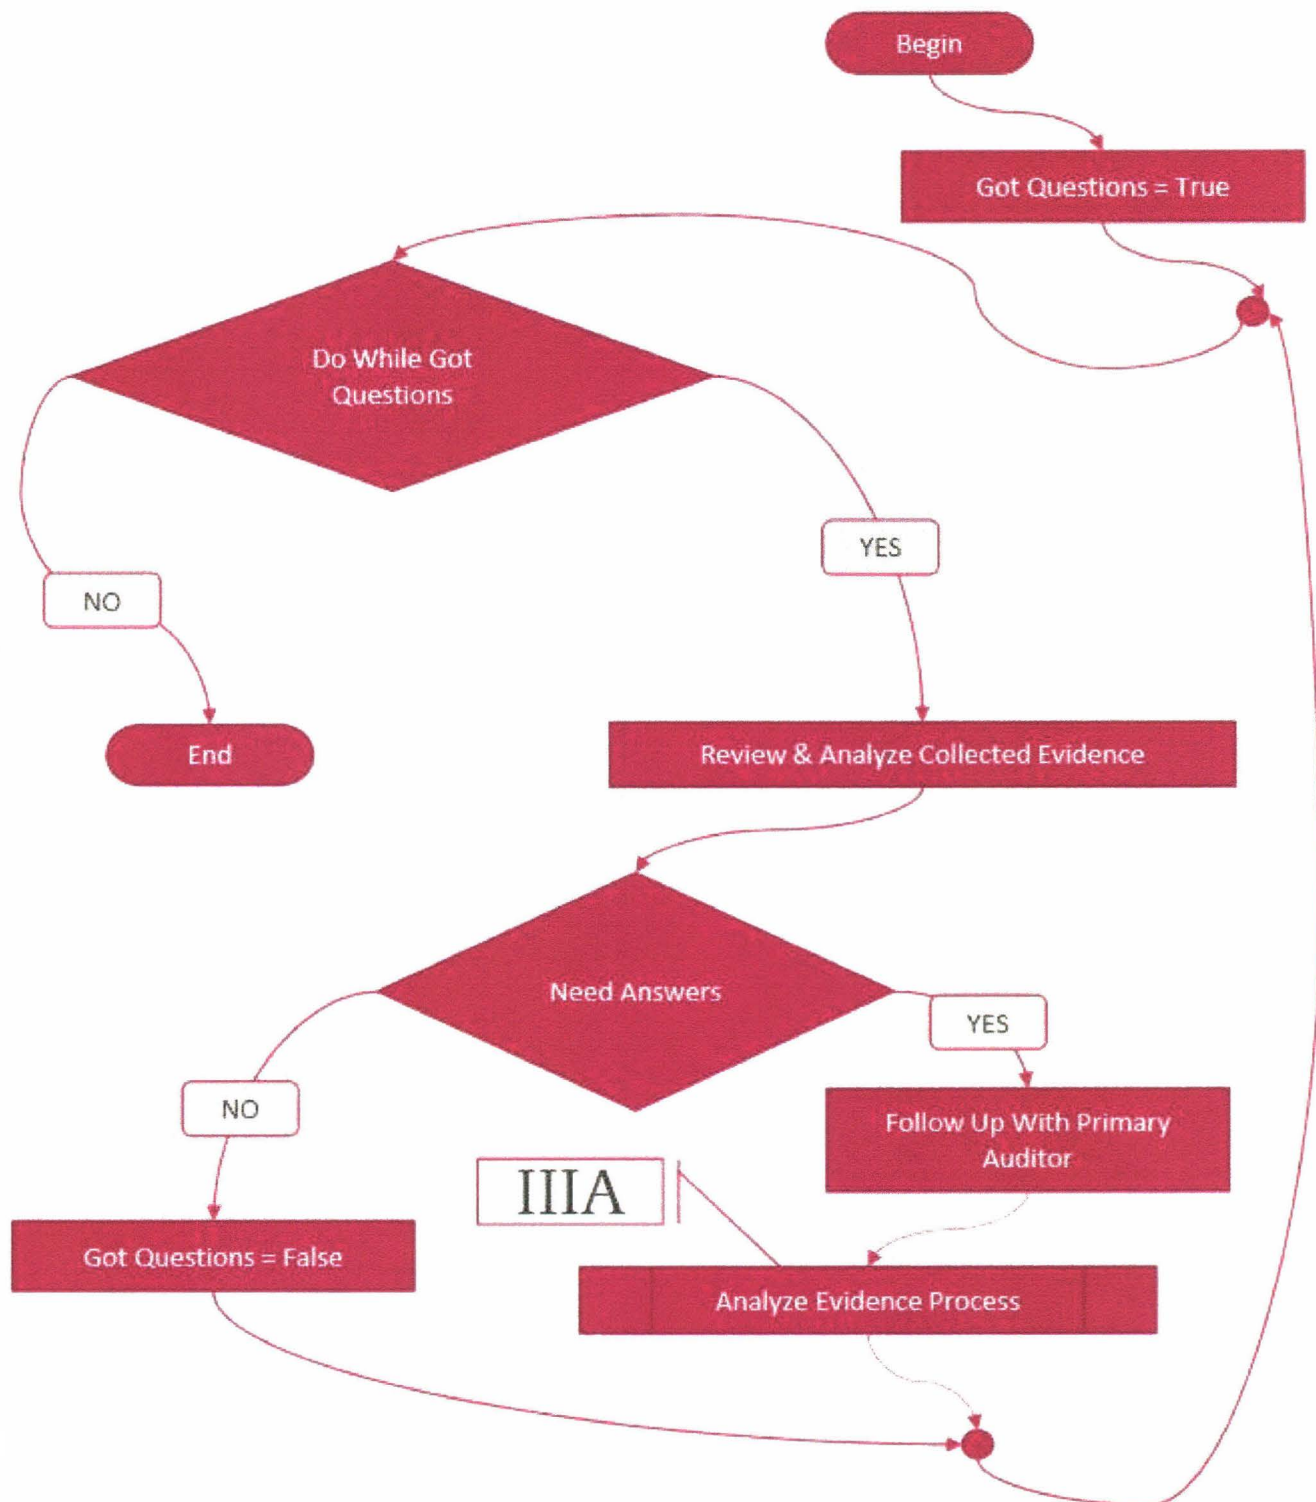 Begin
Got Questions = True
Do While Got
Questions
YES
NO
End
Review & Analyze Collected Evidence
Need Answers
YES
NO
Follow Up With Primary
Auditor
IIIA
Got Questions = False
Analyze Evidence Process